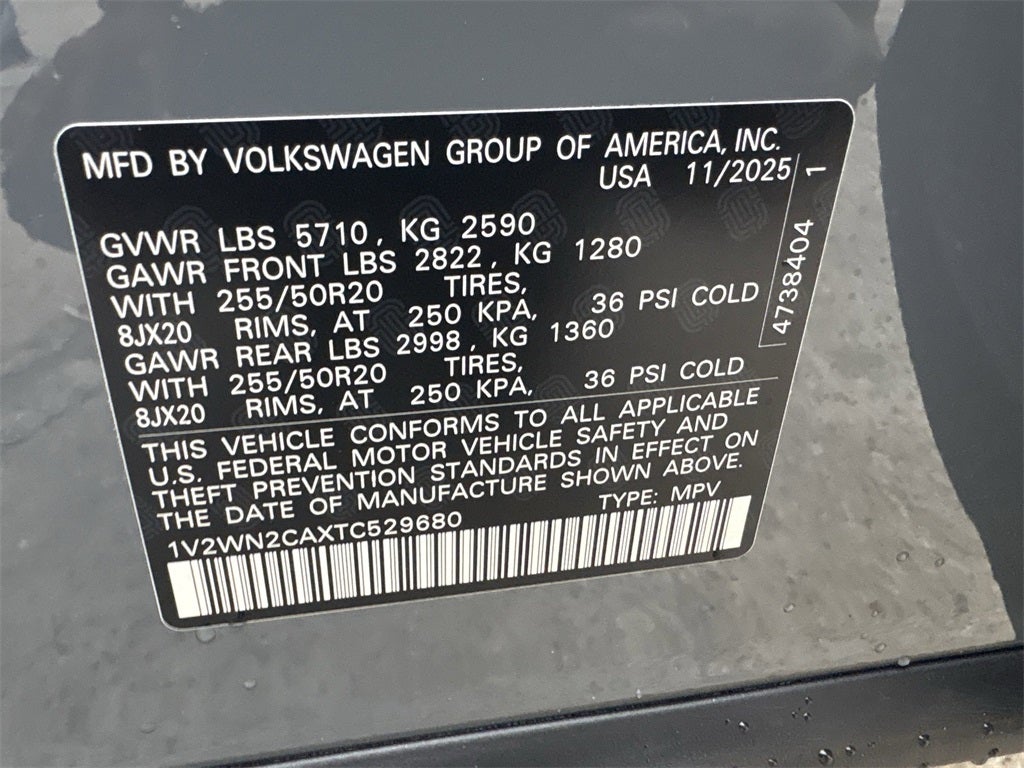 MFD BY VOLKSWAGEN GROUP OF AMERICA, INC.
USA 11/2025
GVWR LBS 5710, KG 2590
GAWR FRONT LBS 2822, KG 1280
WITH 255/50R20 TIRES,
8JX20 RIMS, AT 250 KPA, 36 PSI COLD
GAWR REAR LBS 2998, KG 1360
WITH 255/50R20 TIRES,
8JX20 RIMS, AT 250 KPA, 36 PSI COLD
4738404 1
THIS VEHICLE CONFORMS TO ALL APPLICABLE
U.S. FEDERAL MOTOR VEHICLE SAFETY AND
THEFT PREVENTION STANDARDS IN EFFECT ON
THE DATE OF MANUFACTURE SHOWN ABOVE.
1V2WN2CAXTC529680 TYPE: MPV